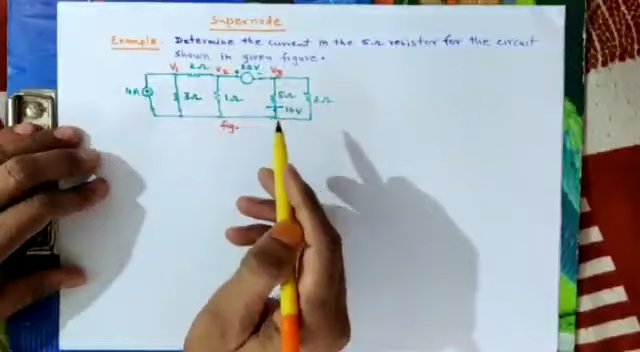 Supernode
Example. Determine the current in the 5Ω resistor for the circuit
shown in given figure.
V1 2Ω V2 + 20V - V3
3Ω 1Ω 5Ω 2Ω
10V
fig.